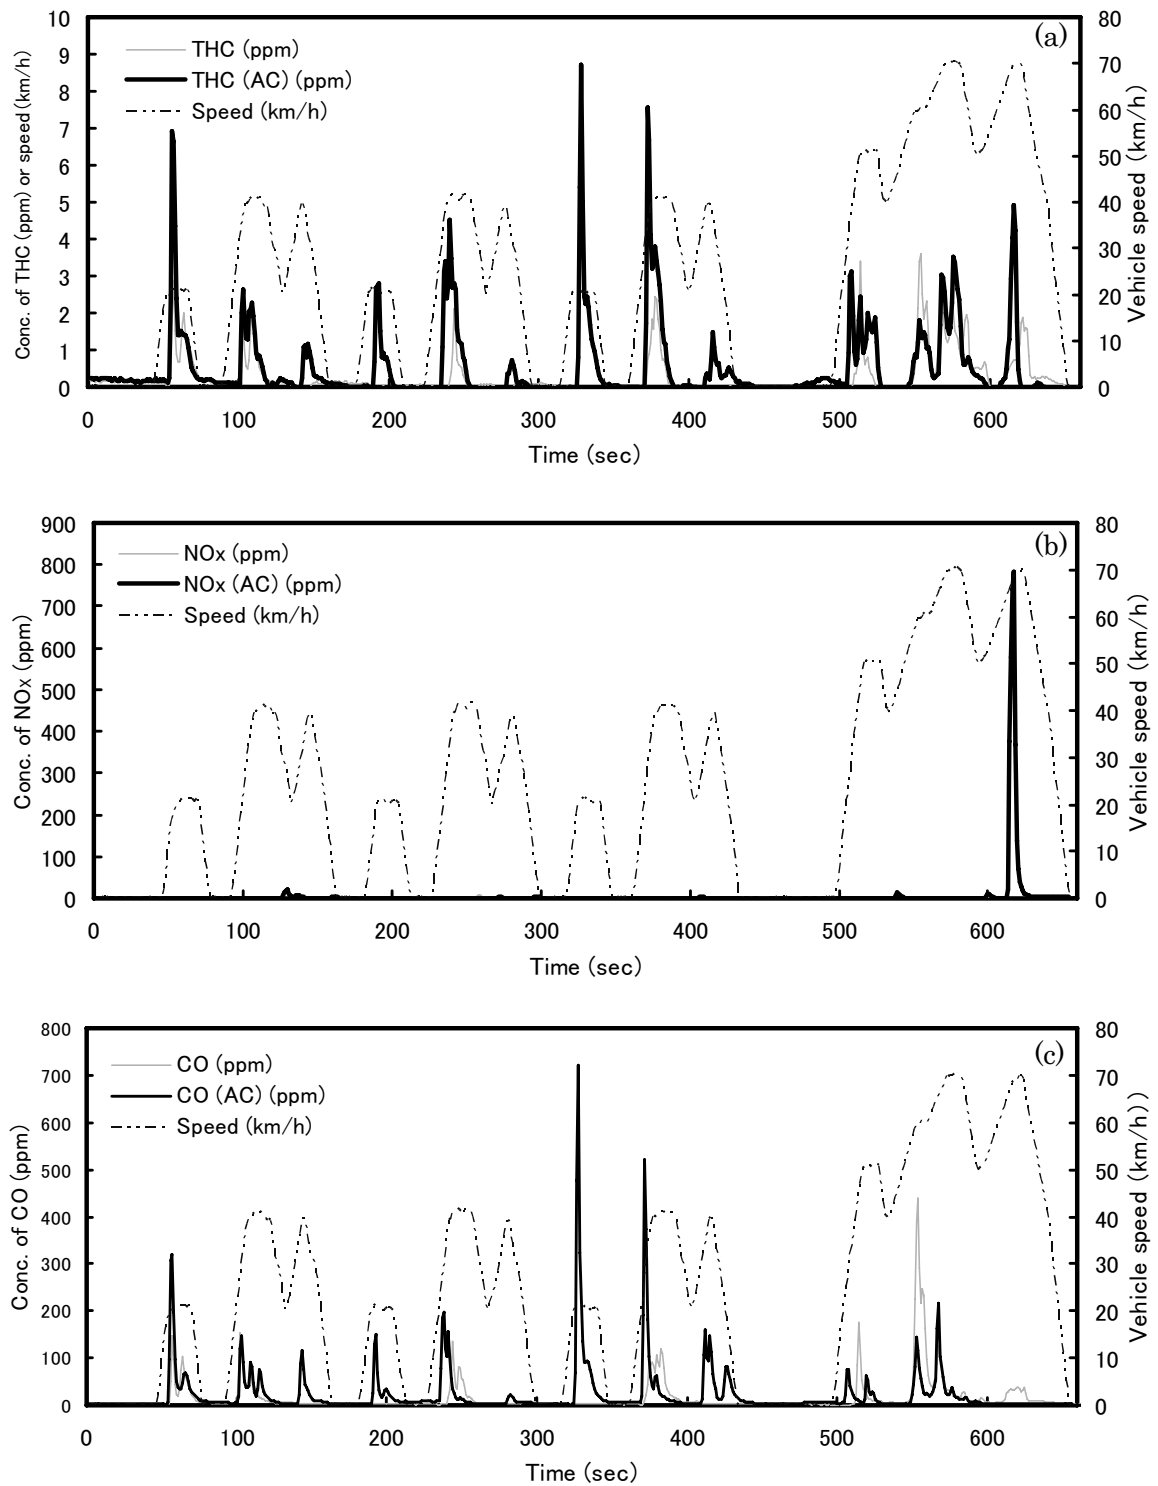 (a)
THC (ppm)
THC (AC) (ppm)
Speed (km/h)
Conc. of THC (ppm) or speed (km/h)
10
9
8
7
6
5
4
3
2
1
0
80
70
60
50
40
30
20
10
0
Vehicle speed (km/h)
0 100 200 300 400 500 600
Time (sec)
(b)
NOx (ppm)
NOx (AC) (ppm)
Speed (km/h)
Conc. of NOx (ppm)
900
800
700
600
500
400
300
200
100
0
80
70
60
50
40
30
20
10
0
Vehicle speed (km/h)
0 100 200 300 400 500 600
Time (sec)
(c)
CO (ppm)
CO (AC) (ppm)
Speed (km/h)
Conc. of CO (ppm)
800
700
600
500
400
300
200
100
0
80
70
60
50
40
30
20
10
0
Vehicle speed (km/h))
0 100 200 300 400 500 600
Time (sec)